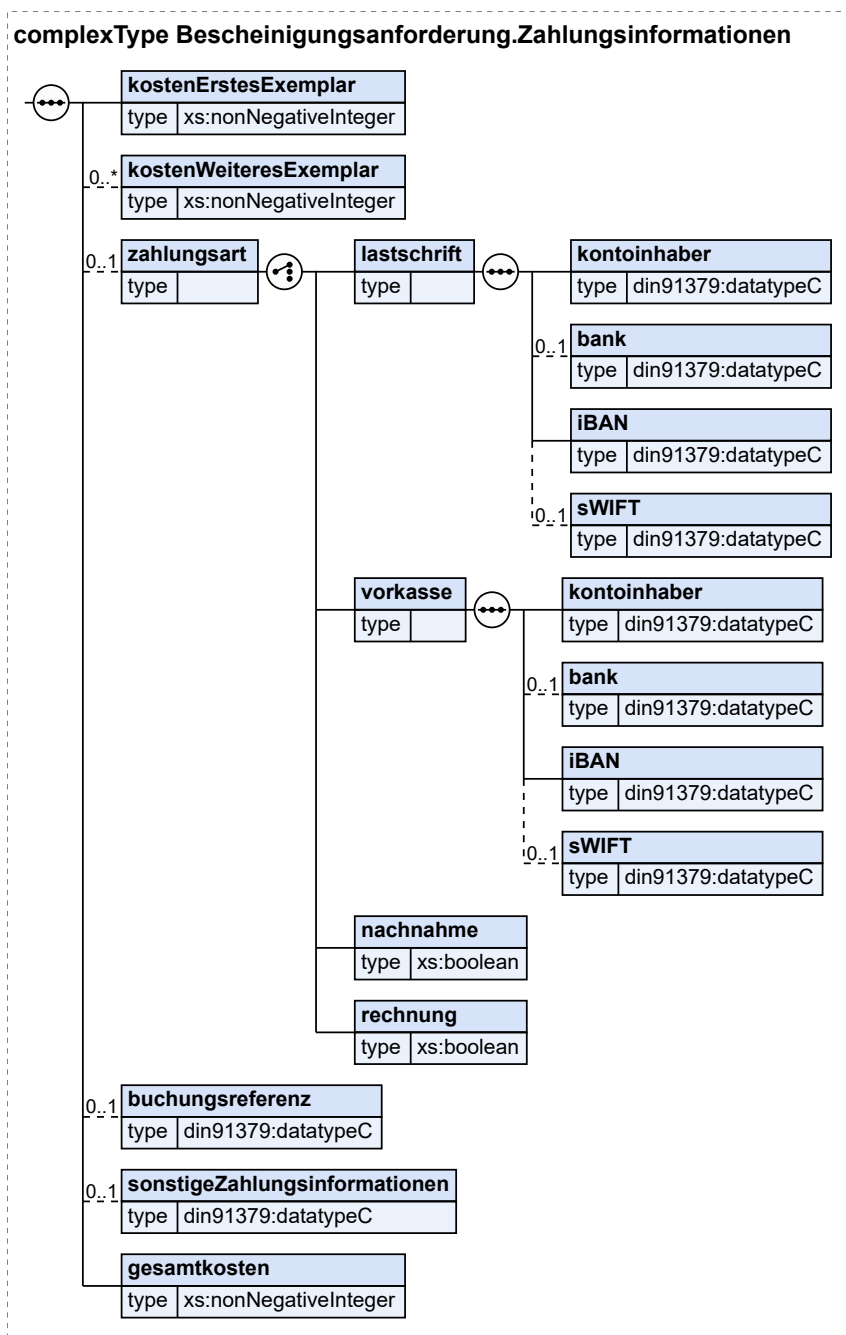 complexType Bescheinigungsanforderung.Zahlungsinformationen
kostenErstesExemplar
type xs:nonNegativeInteger
0..*
kostenWeiteresExemplar
type xs:nonNegativeInteger
0..1
zahlungsart
type
lastschrift
type
kontoinhaber
type din91379:datatypeC
0..1
bank
type din91379:datatypeC
iBAN
type din91379:datatypeC
0..1
sWIFT
type din91379:datatypeC
vorkasse
type
kontoinhaber
type din91379:datatypeC
0..1
bank
type din91379:datatypeC
iBAN
type din91379:datatypeC
0..1
sWIFT
type din91379:datatypeC
nachnahme
type xs:boolean
rechnung
type xs:boolean
0..1
buchungsreferenz
type din91379:datatypeC
0..1
sonstigeZahlungsinformationen
type din91379:datatypeC
gesamtkosten
type xs:nonNegativeInteger